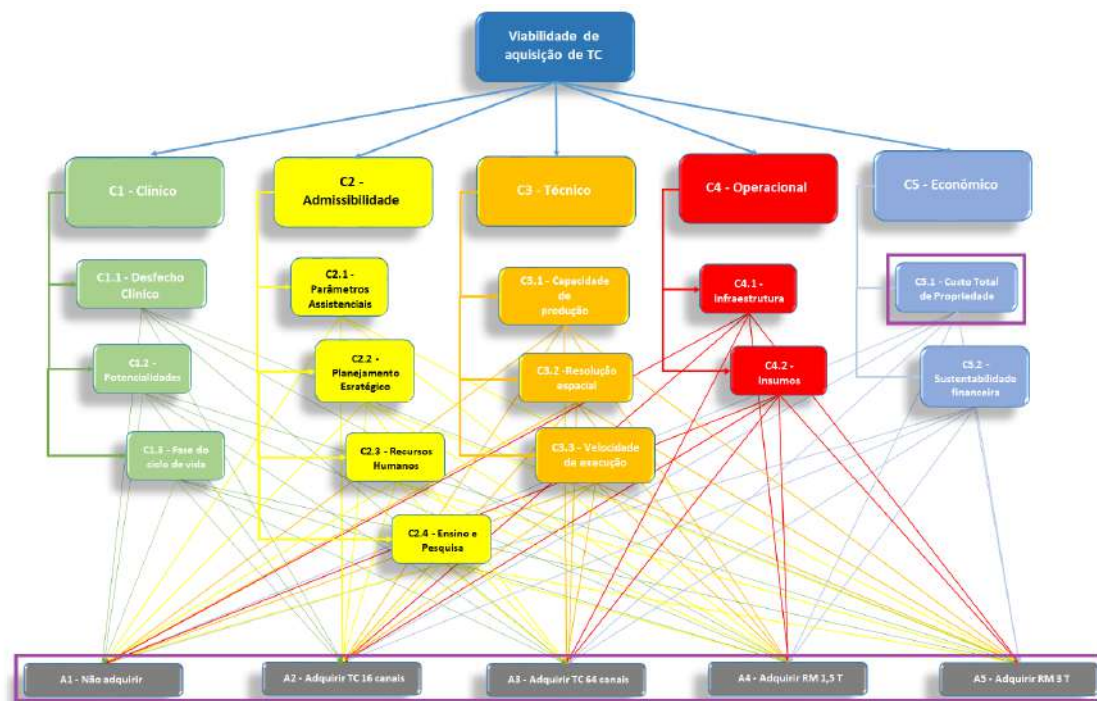 Viabilidade de
aquisição de TC
C1 - Clínico
C2 -
Admissibilidade
C3 - Técnico
C4 - Operacional
C5 - Econômico
C1.1 - Desfecho
Clínico
C1.2 -
Potencialidades
C1.3 - Fase do
ciclo de vida
C2.1 -
Parâmetros
Assistenciais
C2.2 -
Planejamento
Esratégico
C2.3 - Recursos
Humanos
C2.4 - Ensino e
Pesquisa
C3.1 - Capacidade
de
produção
C3.2 -Resolução
espacial
C3.3 - Velocidade
de execução
C4.1 -
Infraestrutura
C4.2 -
Insumos
C5.1 - Custo Total
de Propriedade
C5.2 -
Sustentabilidade
financeira
A1 - Não adquirir
A2 - Adquirir TC 16 canais
A3 - Adquirir TC 64 canais
A4 - Adquirir RM 1,5 T
A5 - Adquirir RM 3 T